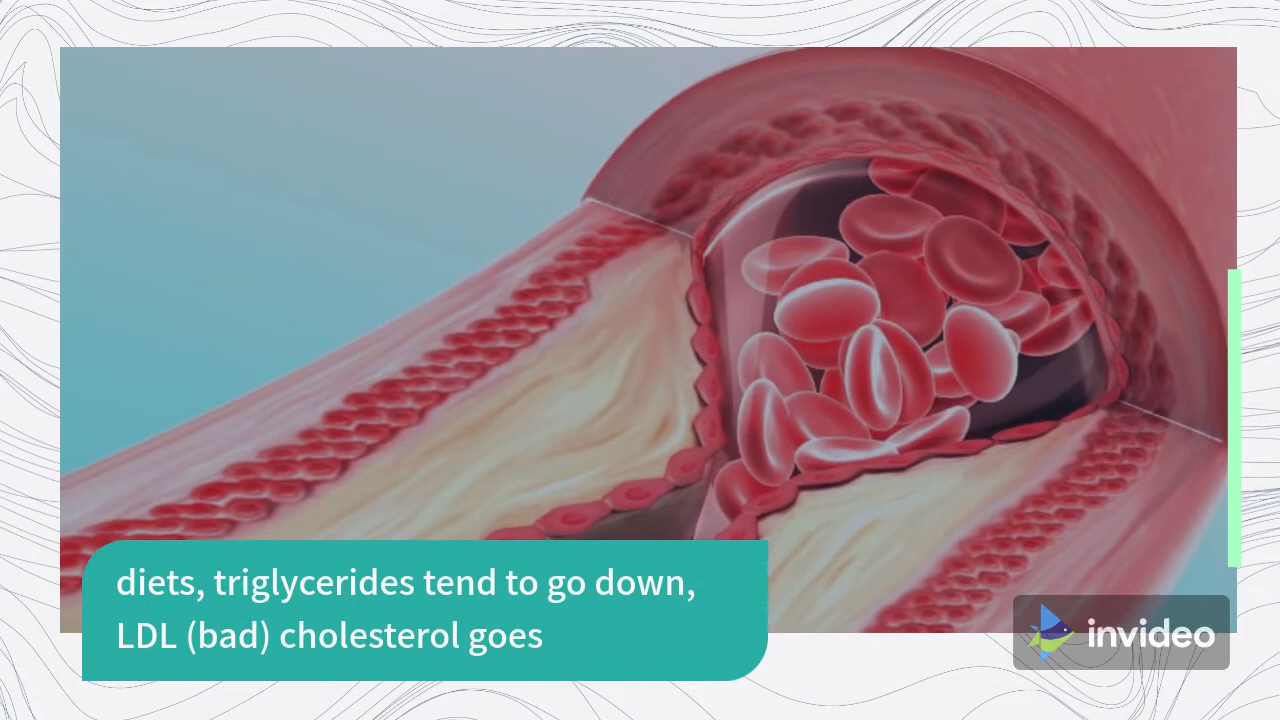 diets, triglycerides tend to go down,
LDL (bad) cholesterol goes
invideo